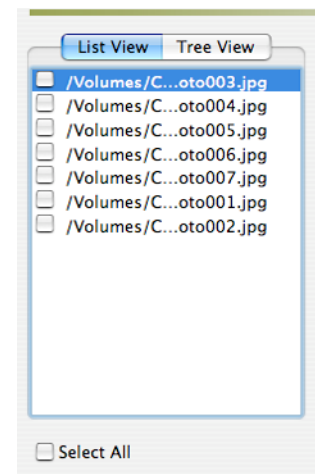 List View Tree View
/Volumes/C...oto003.jpg
/Volumes/C...oto004.jpg
/Volumes/C...oto005.jpg
/Volumes/C...oto006.jpg
/Volumes/C...oto007.jpg
/Volumes/C...oto001.jpg
/Volumes/C...oto002.jpg
Select All